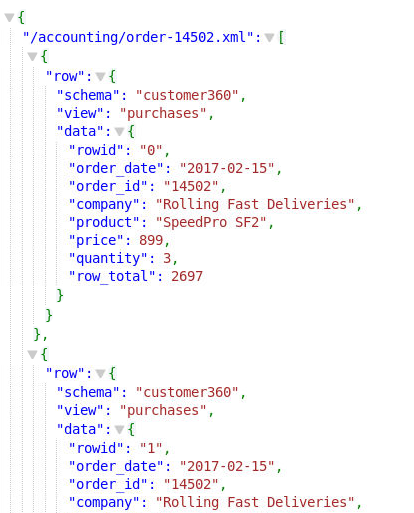 {
"/accounting/order-14502.xml": [
{
"row": {
"schema": "customer360",
"view": "purchases",
"data": {
"rowid": "0",
"order_date": "2017-02-15",
"order_id": "14502",
"company": "Rolling Fast Deliveries",
"product": "SpeedPro SF2",
"price": 899,
"quantity": 3,
"row_total": 2697
}
}
},
{
"row": {
"schema": "customer360",
"view": "purchases",
"data": {
"rowid": "1",
"order_date": "2017-02-15",
"order_id": "14502",
"company": "Rolling Fast Deliveries",